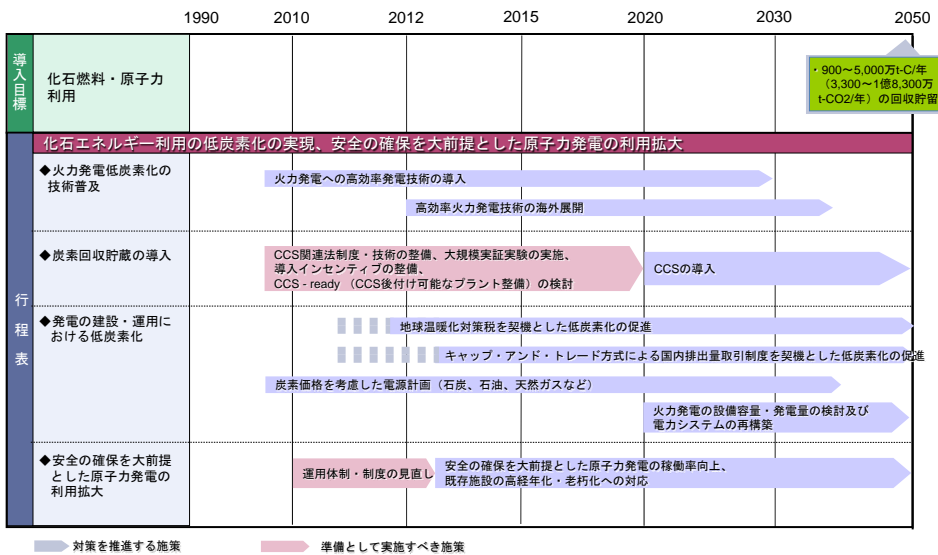 1990 2010 2012 2015 2020 2030 2050
導入目標
化石燃料・原子力
利用
・900～5,000万t-C/年
（3,300～1億8,300万
t-CO2/年）の回収貯留
化石エネルギー利用の低炭素化の実現、安全の確保を大前提とした原子力発電の利用拡大
行程表
◆火力発電低炭素化の
技術普及
火力発電への高効率発電技術の導入
高効率火力発電技術の海外展開
◆炭素回収貯蔵の導入
CCS関連法制度・技術の整備、大規模実証実験の実施、
導入インセンティブの整備、
CCS - ready （CCS後付け可能なプラント整備）の検討
CCSの導入
◆発電の建設・運用に
おける低炭素化
地球温暖化対策税を契機とした低炭素化の促進
キャップ・アンド・トレード方式による国内排出量取引制度を契機とした低炭素化の促進
炭素価格を考慮した電源計画（石炭、石油、天然ガスなど）
火力発電の設備容量・発電量の検討及び
電力システムの再構築
◆安全の確保を大前提
とした原子力発電の
利用拡大
運用体制・制度の見直し
安全の確保を大前提とした原子力発電の稼働率向上、
既存施設の高経年化・老朽化への対応
対策を推進する施策
準備として実施すべき施策